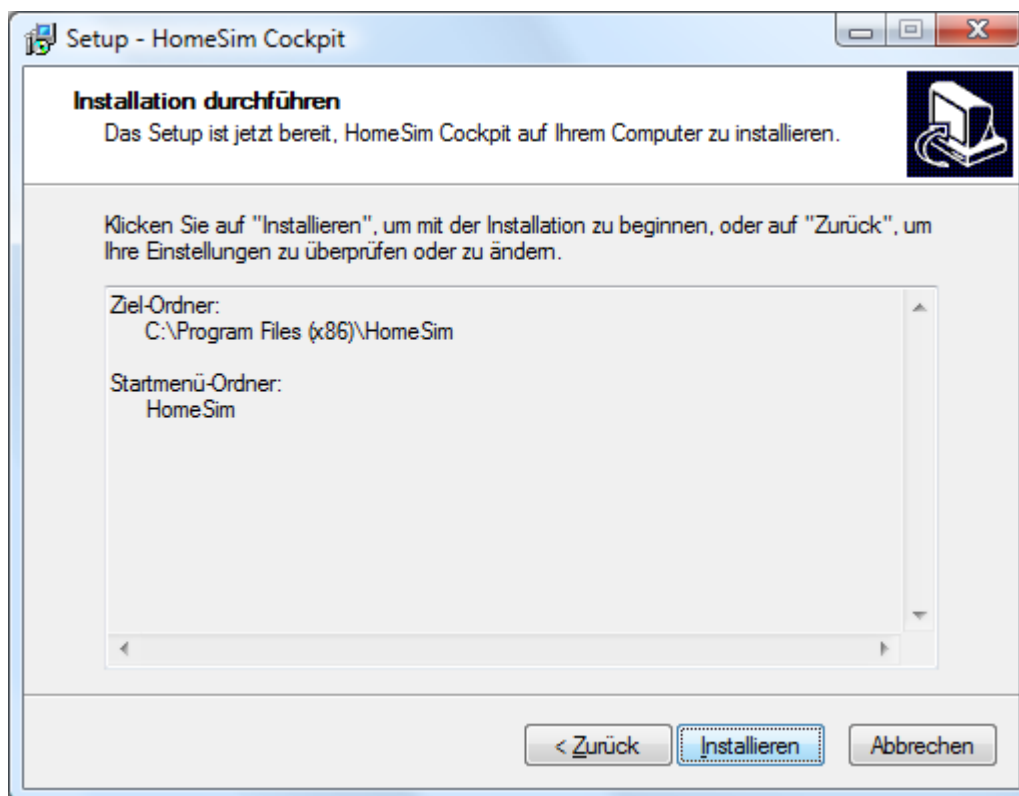 Setup - HomeSim Cockpit
Installation durchführen
Das Setup ist jetzt bereit, HomeSim Cockpit auf Ihrem Computer zu installieren.
Klicken Sie auf "Installieren", um mit der Installation zu beginnen, oder auf "Zurück", um
Ihre Einstellungen zu überprüfen oder zu ändern.
Ziel-Ordner:
C:\Program Files (x86)\HomeSim
Startmenü-Ordner:
HomeSim
< Zurück
Installieren
Abbrechen